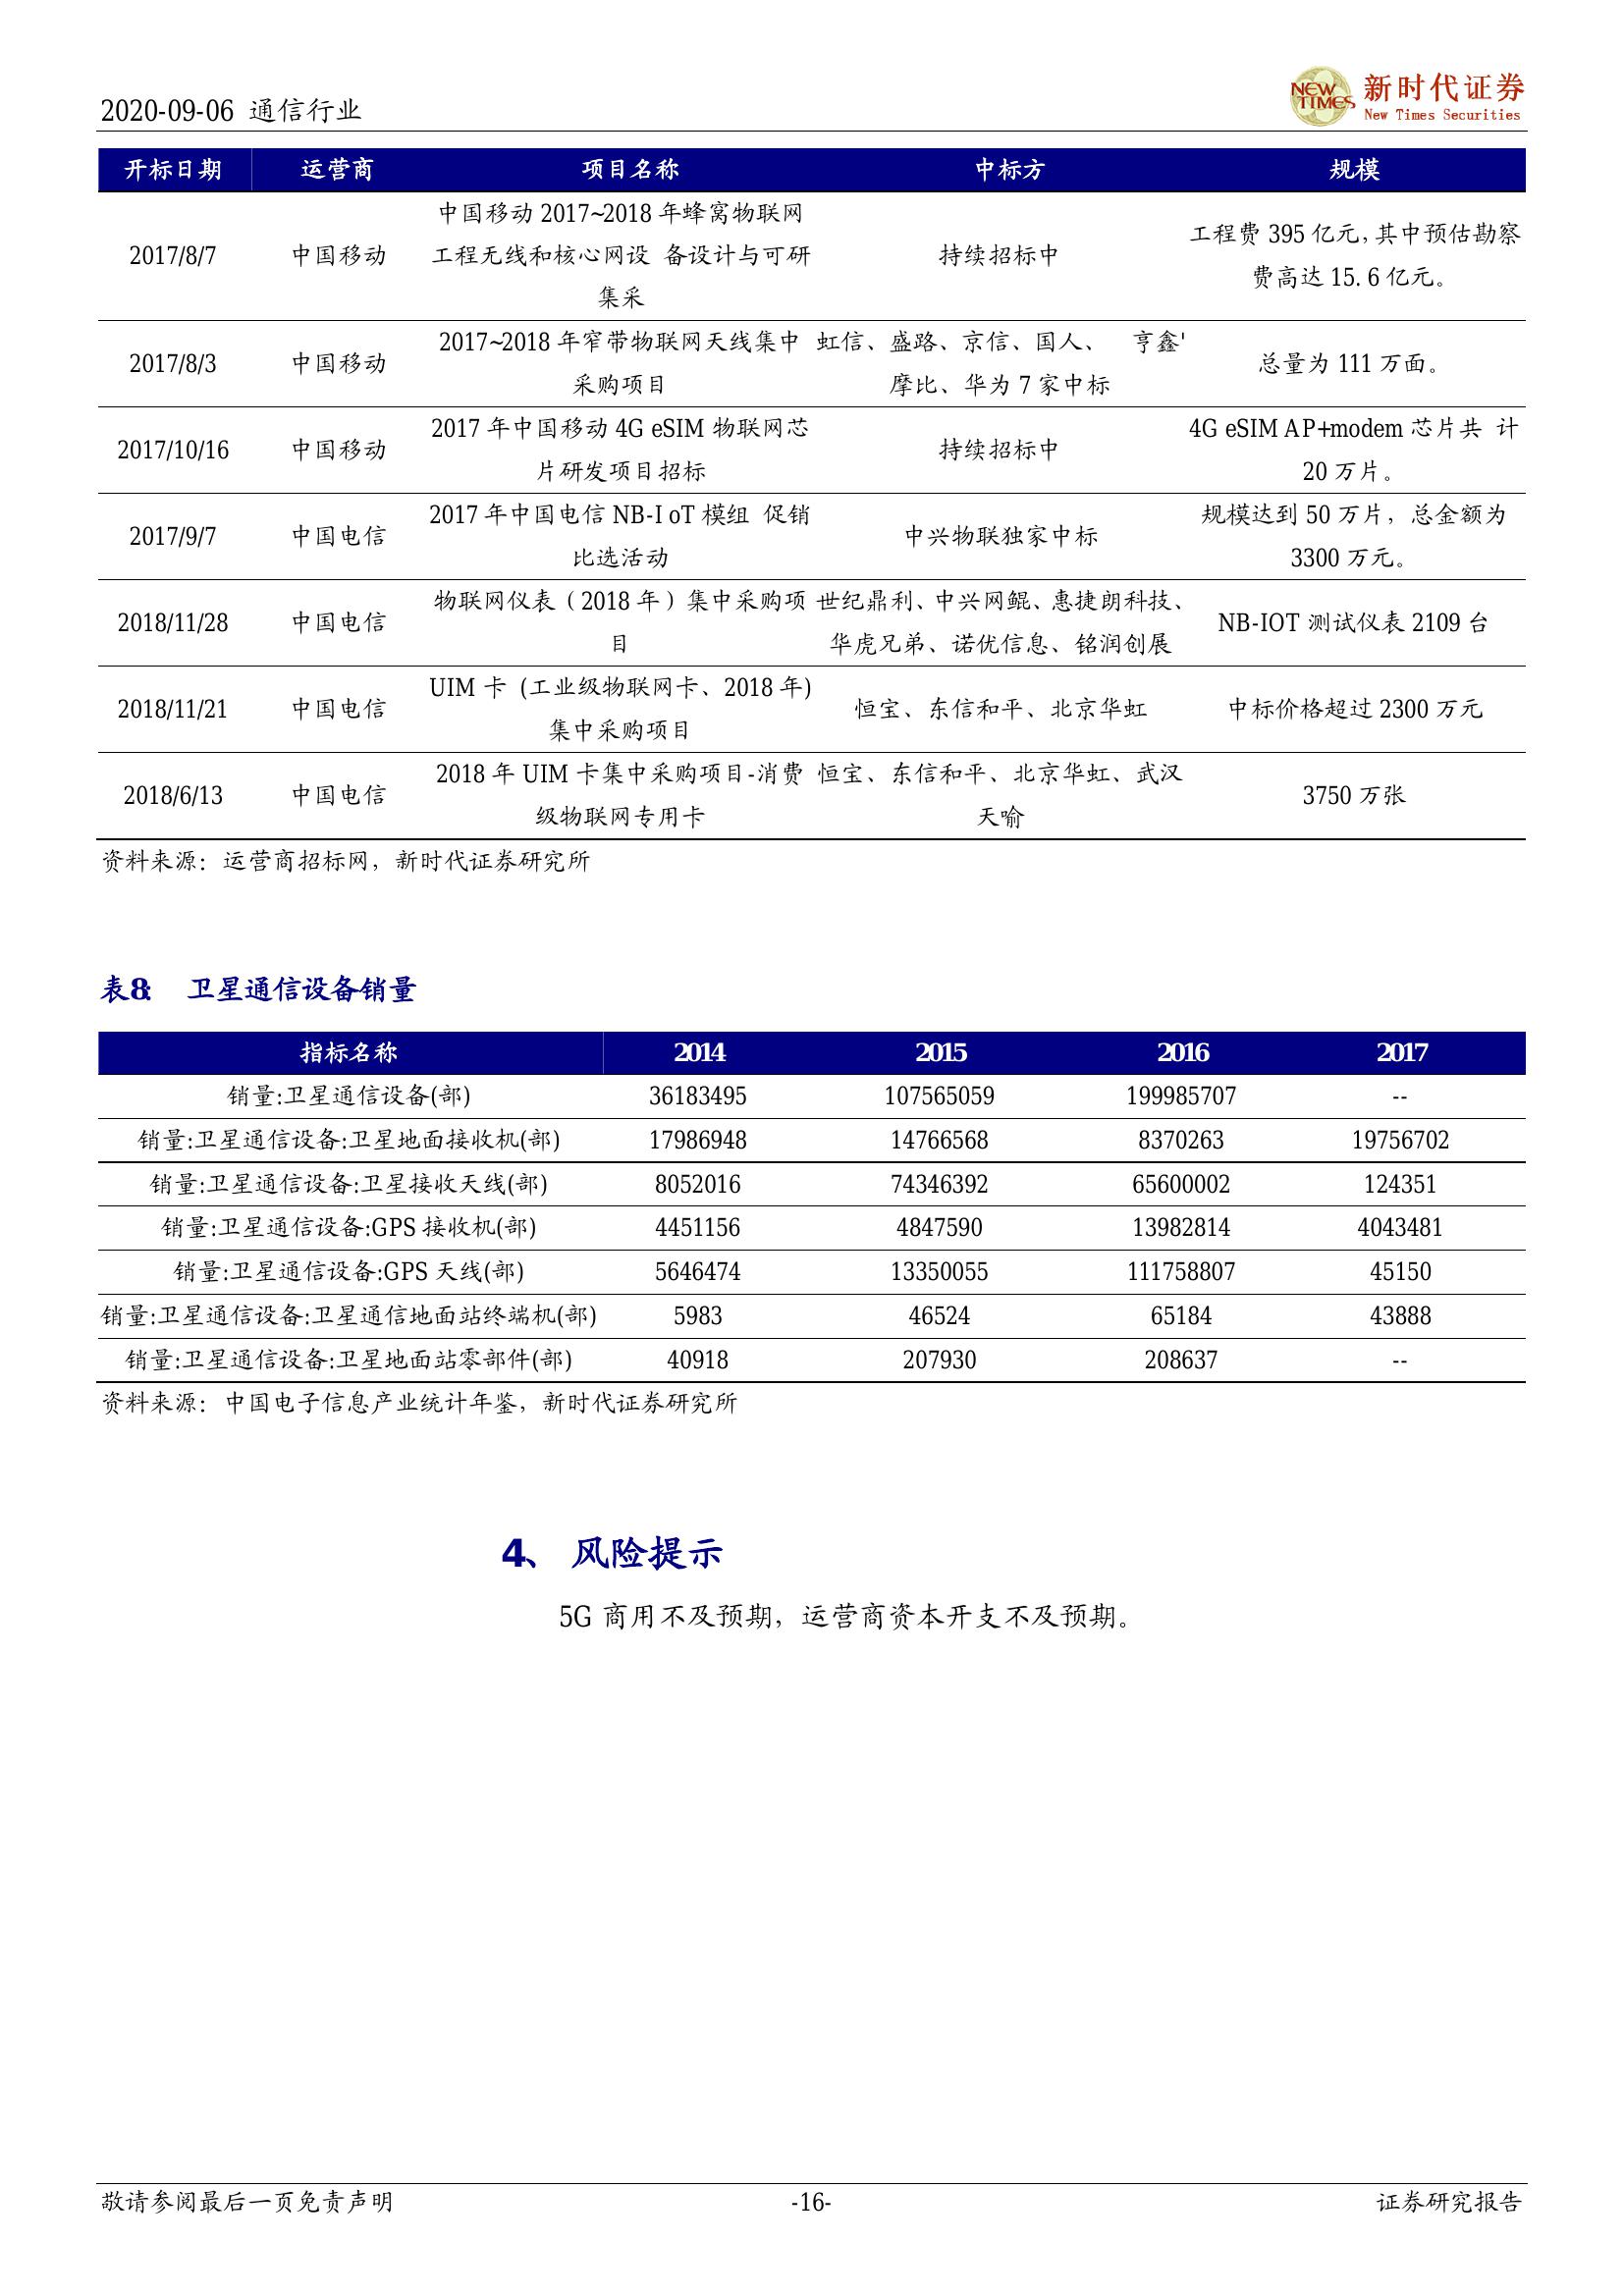 2020-09-06 通信行业
NEW TIMES 新时代证券
New Times Securities
开标日期 运营商 项目名称 中标方 规模
2017/8/7 中国移动 中国移动 2017~2018 年蜂窝物联网
工程无线和核心网设 备设计与可研
集采 持续招标中 工程费 395 亿元,其中预估勘察
费高达 15. 6 亿元。
2017/8/3 中国移动 2017~2018 年窄带物联网天线集中
采购项目 虹信、盛路、京信、国人、 亨鑫'
摩比、华为 7 家中标 总量为 111 万面。
2017/10/16 中国移动 2017 年中国移动 4G eSIM 物联网芯
片研发项目招标 持续招标中 4G eSIM AP+modem 芯片共 计
20 万片。
2017/9/7 中国电信 2017 年中国电信 NB-I oT 模组 促销
比选活动 中兴物联独家中标 规模达到 50 万片，总金额为
3300 万元。
2018/11/28 中国电信 物联网仪表（2018 年）集中采购项
目 世纪鼎利、中兴网鲲、惠捷朗科技、
华虎兄弟、诺优信息、铭润创展 NB-IOT 测试仪表 2109 台
2018/11/21 中国电信 UIM 卡 (工业级物联网卡、2018 年)
集中采购项目 恒宝、东信和平、北京华虹 中标价格超过 2300 万元
2018/6/13 中国电信 2018 年 UIM 卡集中采购项目-消费
级物联网专用卡 恒宝、东信和平、北京华虹、武汉
天喻 3750 万张
资料来源：运营商招标网，新时代证券研究所
表8： 卫星通信设备销量
指标名称 2014 2015 2016 2017
销量:卫星通信设备(部) 36183495 107565059 199985707 --
销量:卫星通信设备:卫星地面接收机(部) 17986948 14766568 8370263 19756702
销量:卫星通信设备:卫星接收天线(部) 8052016 74346392 65600002 124351
销量:卫星通信设备:GPS 接收机(部) 4451156 4847590 13982814 4043481
销量:卫星通信设备:GPS 天线(部) 5646474 13350055 111758807 45150
销量:卫星通信设备:卫星通信地面站终端机(部) 5983 46524 65184 43888
销量:卫星通信设备:卫星地面站零部件(部) 40918 207930 208637 --
资料来源：中国电子信息产业统计年鉴，新时代证券研究所
4、 风险提示
5G 商用不及预期，运营商资本开支不及预期。
敬请参阅最后一页免责声明 -16- 证券研究报告